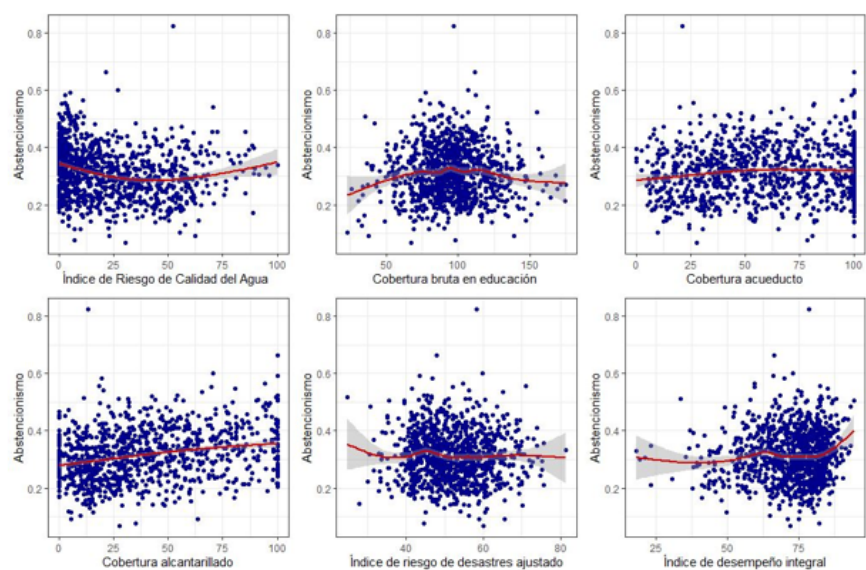 Abstencionismo
0.8
0.6
0.4
0.2
0 25 50 75 100
Índice de Riesgo de Calidad del Agua
Abstencionismo
0.8
0.6
0.4
0.2
50 100 150
Cobertura bruta en educación
Abstencionismo
0.8
0.6
0.4
0.2
0 25 50 75 100
Cobertura acueducto
Abstencionismo
0.8
0.6
0.4
0.2
0 25 50 75 100
Cobertura alcantarillado
Abstencionismo
0.8
0.6
0.4
0.2
40 60 80
Índice de riesgo de desastres ajustado
Abstencionismo
0.8
0.6
0.4
0.2
25 50 75
Índice de desempeño integral